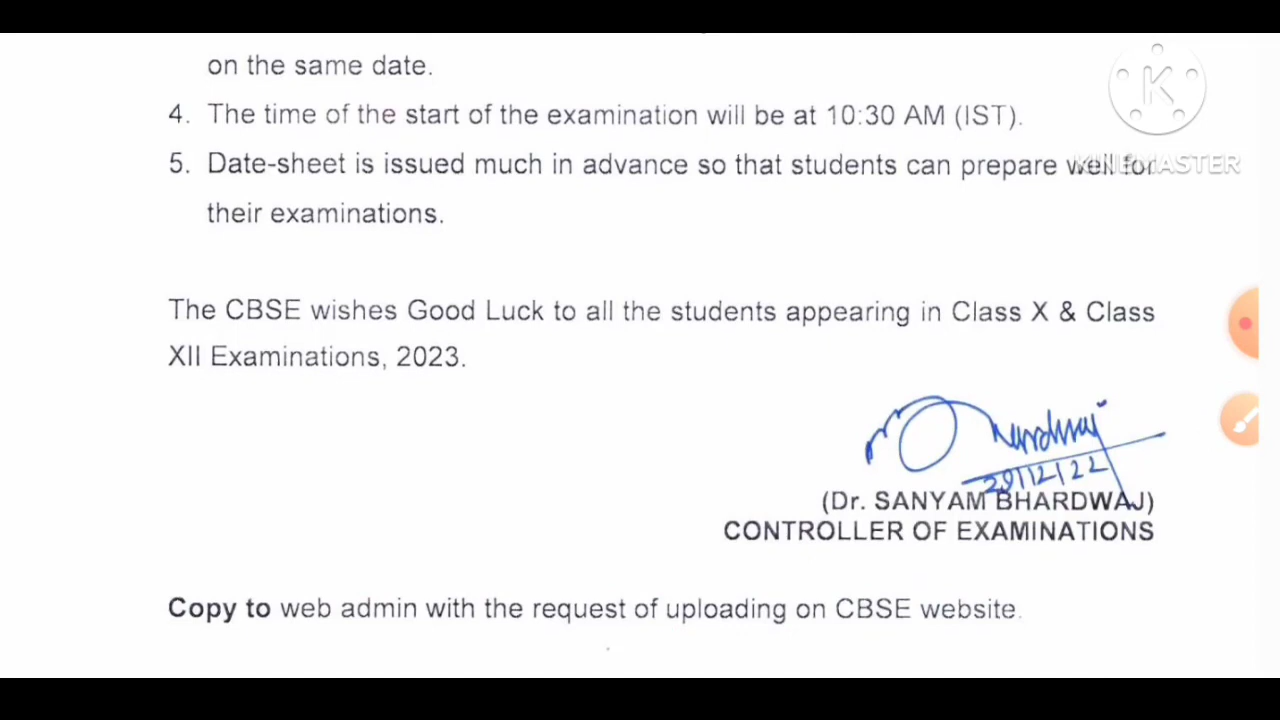 on the same date.
4. The time of the start of the examination will be at 10:30 AM (IST).
5. Date-sheet is issued much in advance so that students can prepare well for
their examinations.
KINEMASTER
The CBSE wishes Good Luck to all the students appearing in Class X & Class
XII Examinations, 2023.
29/12/22
(Dr. SANYAM BHARDWAJ)
CONTROLLER OF EXAMINATIONS
Copy to web admin with the request of uploading on CBSE website.